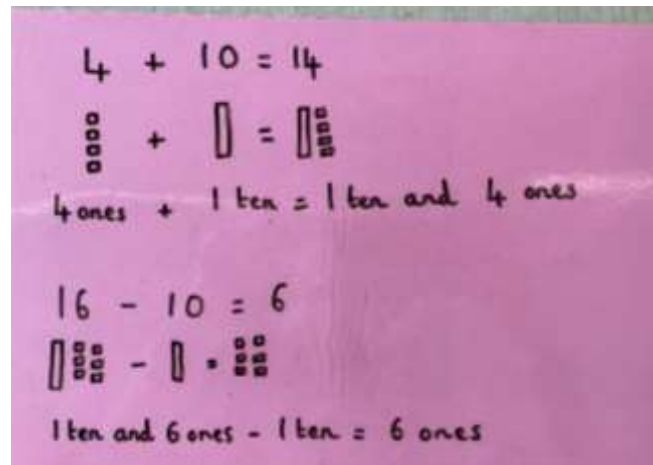 4 + 10 = 14
+ =
4 ones + 1 ten = 1 ten and 4 ones
16 - 10 = 6
- =
1 ten and 6 ones - 1 ten = 6 ones